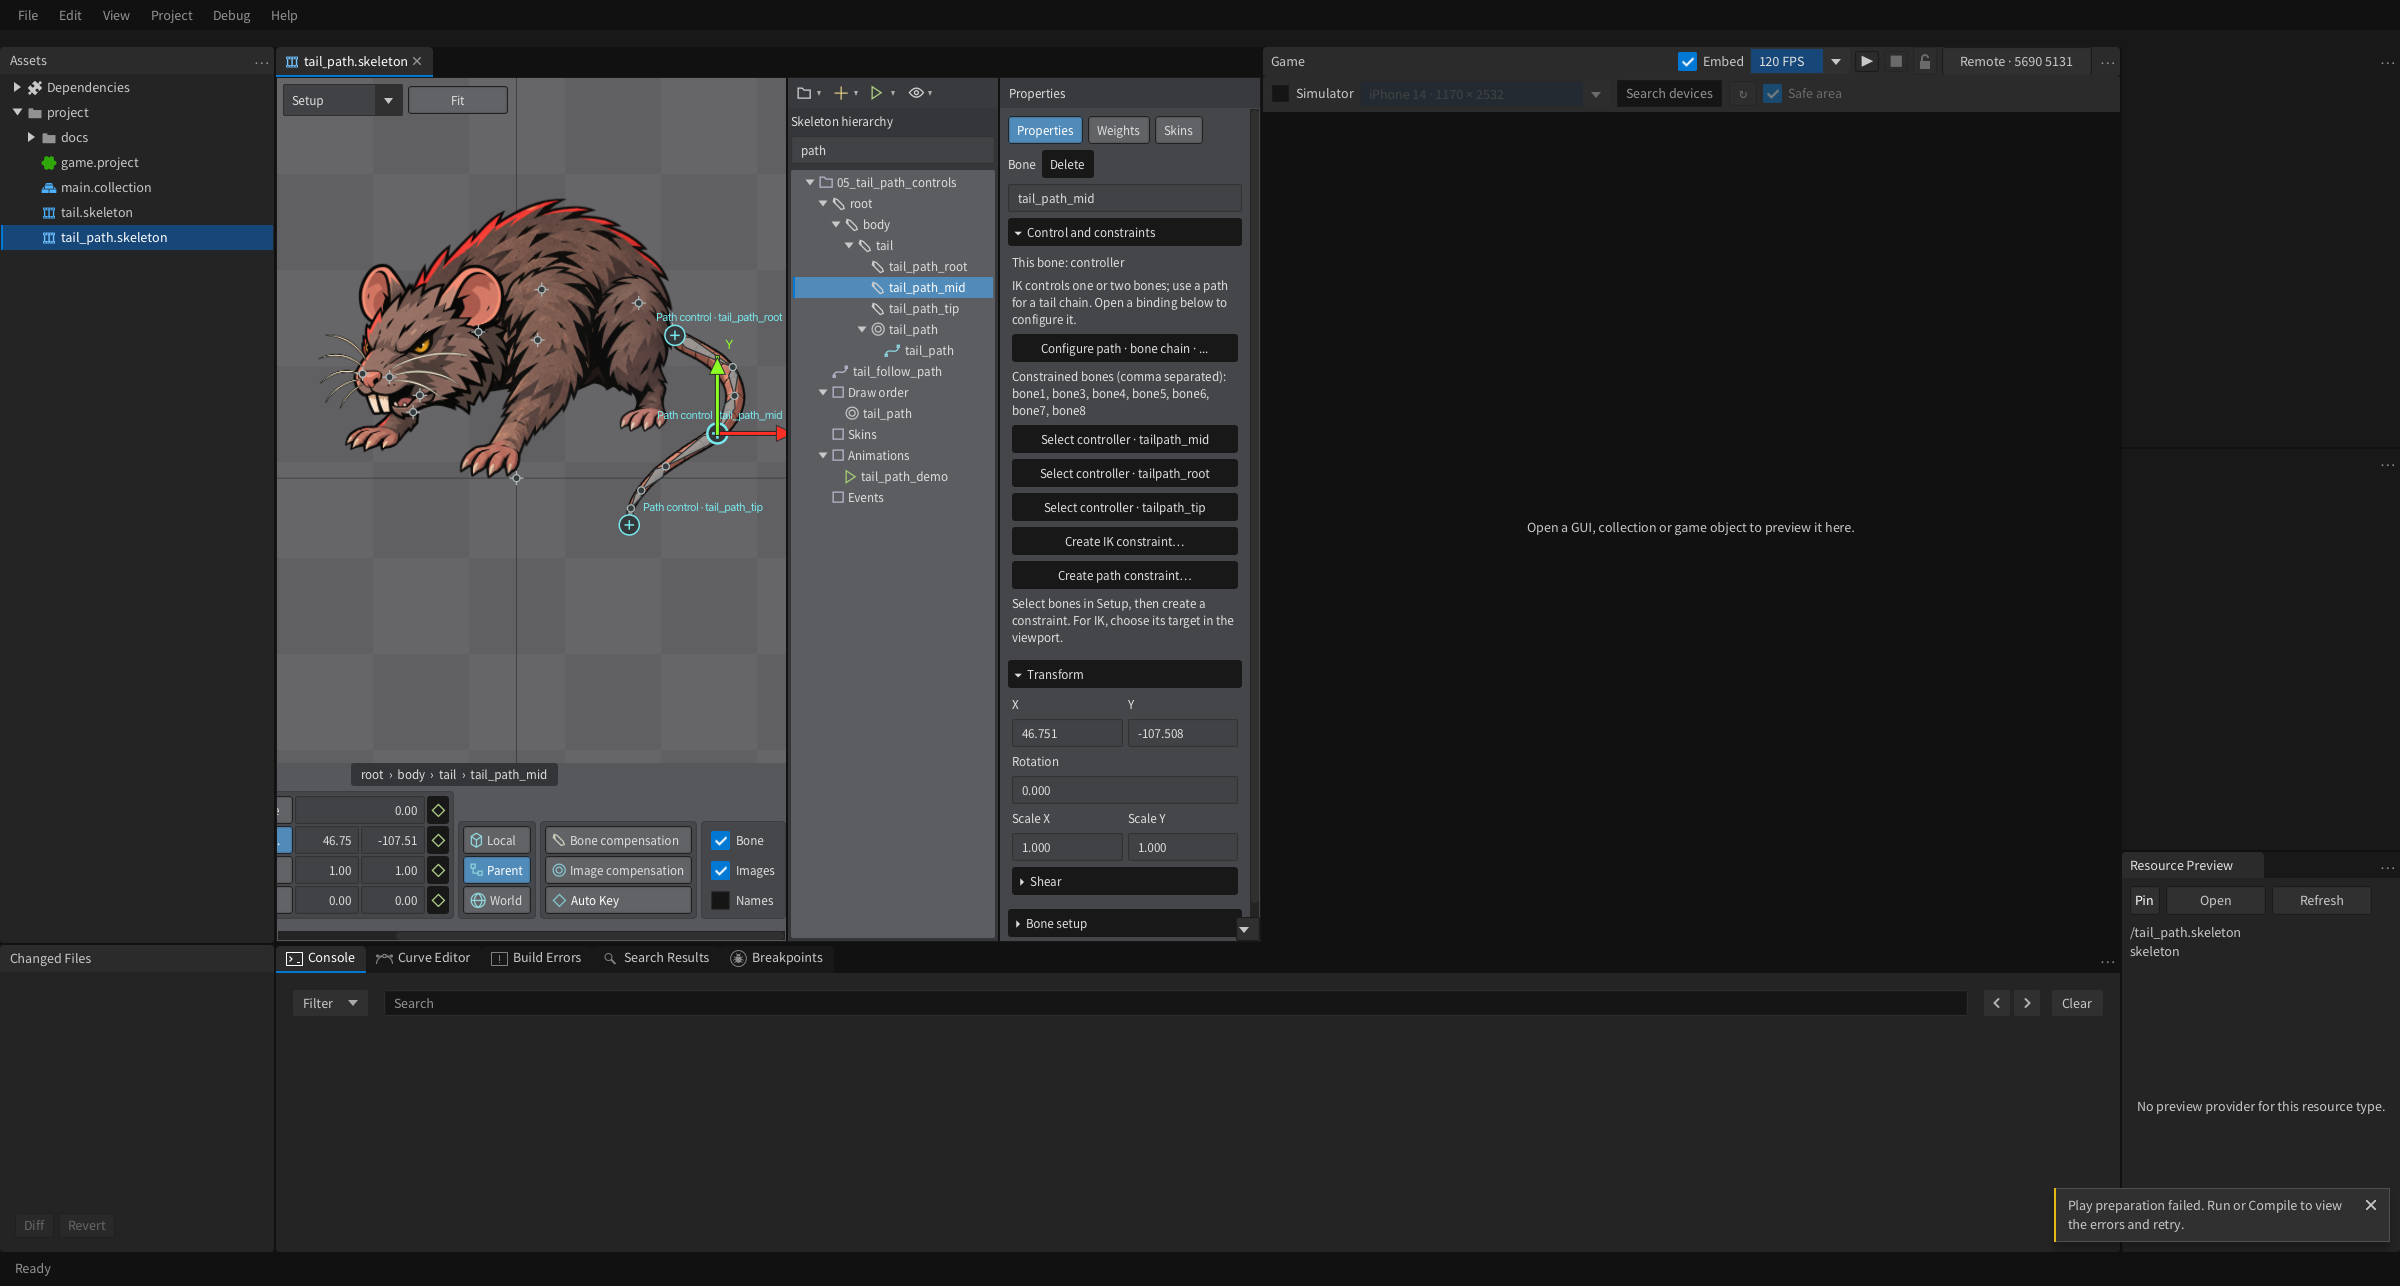 File Edit View Project Debug Help
Assets
Dependencies
project
docs
game.project
main.collection
tail.skeleton
tail_path.skeleton
tail_path.skeleton
Setup Fit
Path control · tail_path_root
Y
Path control · tail_path_mid
Path control · tail_path_tip
root › body › tail › tail_path_mid
0.00
46.75 -107.51
1.00 1.00
0.00 0.00
Local
Parent
World
Bone compensation
Image compensation
Auto Key
Bone
Images
Names
Skeleton hierarchy
path
05_tail_path_controls
root
body
tail
tail_path_root
tail_path_mid
tail_path_tip
tail_path
tail_path
tail_follow_path
Draw order
tail_path
Skins
Animations
tail_path_demo
Events
Properties
Properties Weights Skins
Bone Delete
tail_path_mid
Control and constraints
This bone: controller
IK controls one or two bones; use a path
for a tail chain. Open a binding below to
configure it.
Configure path · bone chain · ...
Constrained bones (comma separated):
bone1, bone3, bone4, bone5, bone6,
bone7, bone8
Select controller · tailpath_mid
Select controller · tailpath_root
Select controller · tailpath_tip
Create IK constraint…
Create path constraint…
Select bones in Setup, then create a
constraint. For IK, choose its target in the
viewport.
Transform
X Y
46.751 -107.508
Rotation
0.000
Scale X Scale Y
1.000 1.000
Shear
Bone setup
Game
Embed 120 FPS Remote · 5690 5131
Simulator iPhone 14 · 1170 × 2532 Search devices Safe area
Open a GUI, collection or game object to preview it here.
Changed Files
Diff Revert
Console Curve Editor Build Errors Search Results Breakpoints
Filter Search Clear
Resource Preview
Pin Open Refresh
/tail_path.skeleton
skeleton
No preview provider for this resource type.
Play preparation failed. Run or Compile to view
the errors and retry.
Ready